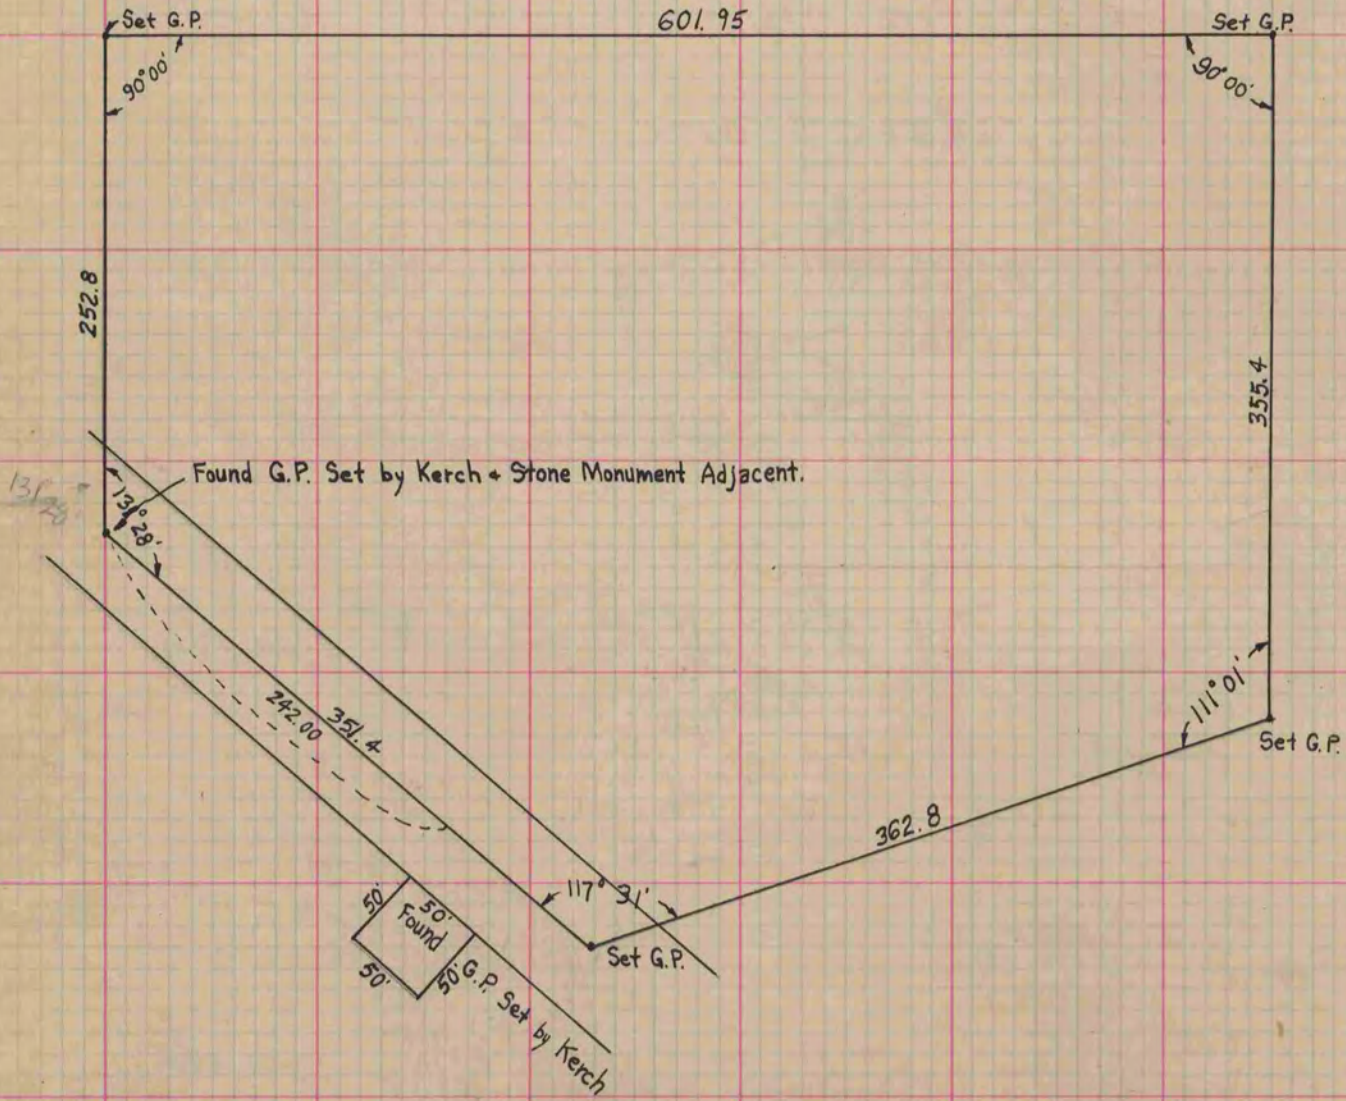 Set G.P.
601.95
Set G.P.
90°00'
90°00'
252.8
355.4
Found G.P. Set by Kerch & Stone Monument Adjacent.
131°28'
131°28'
111°01'
Set G.P.
242.00
351.4
362.8
117° 31'
Set G.P.
50'
50'
Found
50'
50'
G.P. Set by Kerch